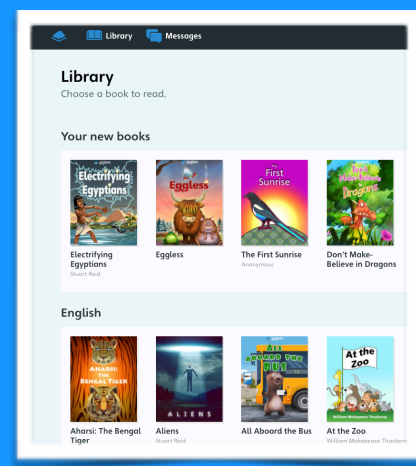 Library
Messages
Library
Choose a book to read.
Your new books
Electrifying
Egyptians
Eggless
The
First
Sunrise
Don't
Make-Believe
Dragons
Electrifying
Egyptians
Stuart Reid
Eggless
The First Sunrise
Anonymous
Don't Make-
Believe in Dragons
English
AHARSI:
THE
BENGAL TIGER
ALIENS
ALL
ABOARD THE
BUS
At the
Zoo
William Makepeace Thackeray
Aharsi: The Bengal
Tiger
Aliens
Stuart Reid
All Aboard the Bus
At the Zoo
William Makepeace Thackera